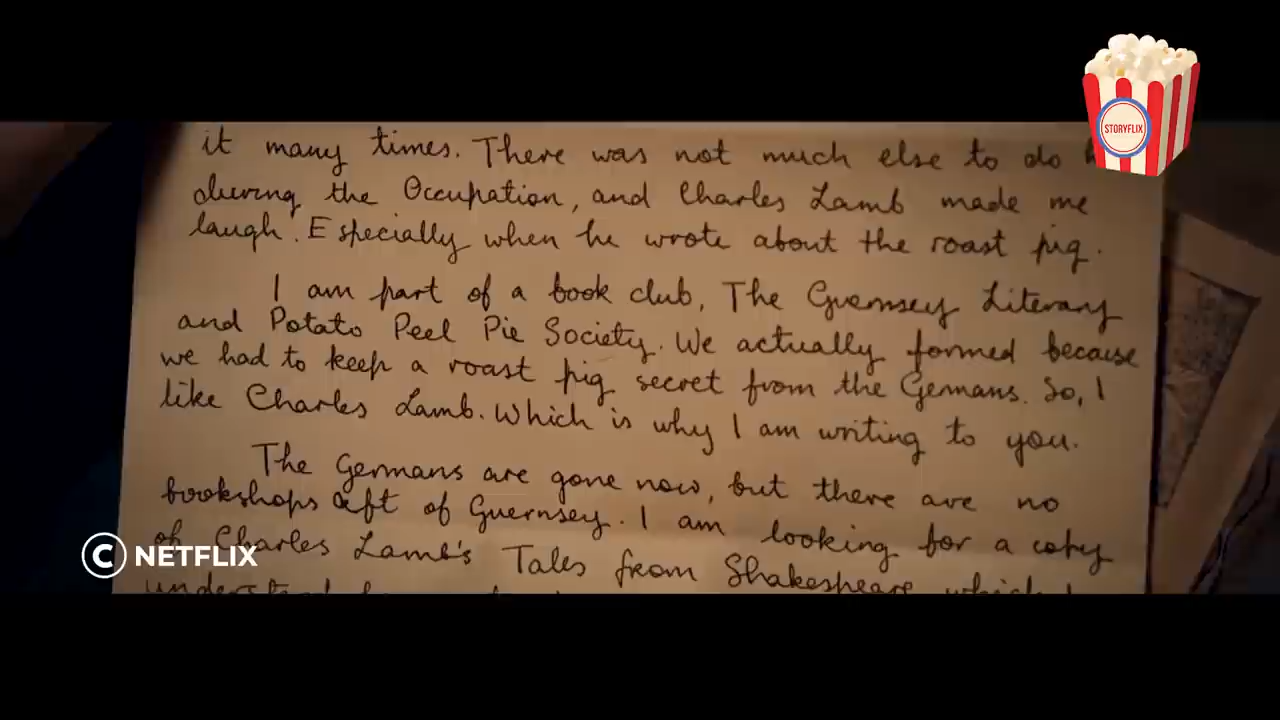 STORYFLIX
it many times. There was not much else to do
during the Occupation, and Charles Lamb made me
laugh. Especially when he wrote about the roast pig.
I am part of a book club, The Guernsey Literary
and Potato Peel Pie Society. We actually formed because
we had to keep a roast pig secret from the Germans. So, I
like Charles Lamb. Which is why I am writing to you.
The Germans are gone now, but there are no
bookshops left of Guernsey. I am looking for a copy
of Charles Lamb's Tales from Shakespeare which I
© NETFLIX